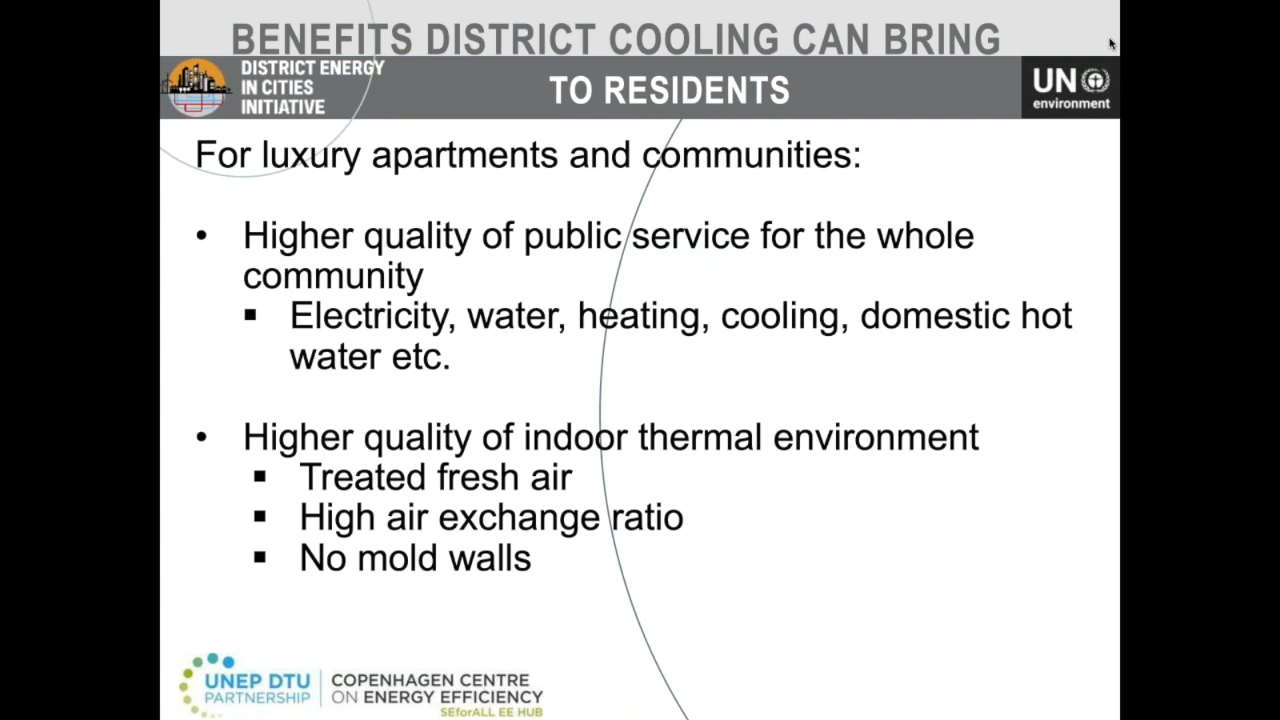 BENEFITS DISTRICT COOLING CAN BRING
TO RESIDENTS
DISTRICT ENERGY
IN CITIES
INITIATIVE
UN
environment
For luxury apartments and communities:
• Higher quality of public service for the whole
community
▪ Electricity, water, heating, cooling, domestic hot
water etc.
• Higher quality of indoor thermal environment
▪ Treated fresh air
▪ High air exchange ratio
▪ No mold walls
UNEP DTU
PARTNERSHIP
COPENHAGEN CENTRE
ON ENERGY EFFICIENCY
SEforALL EE HUB